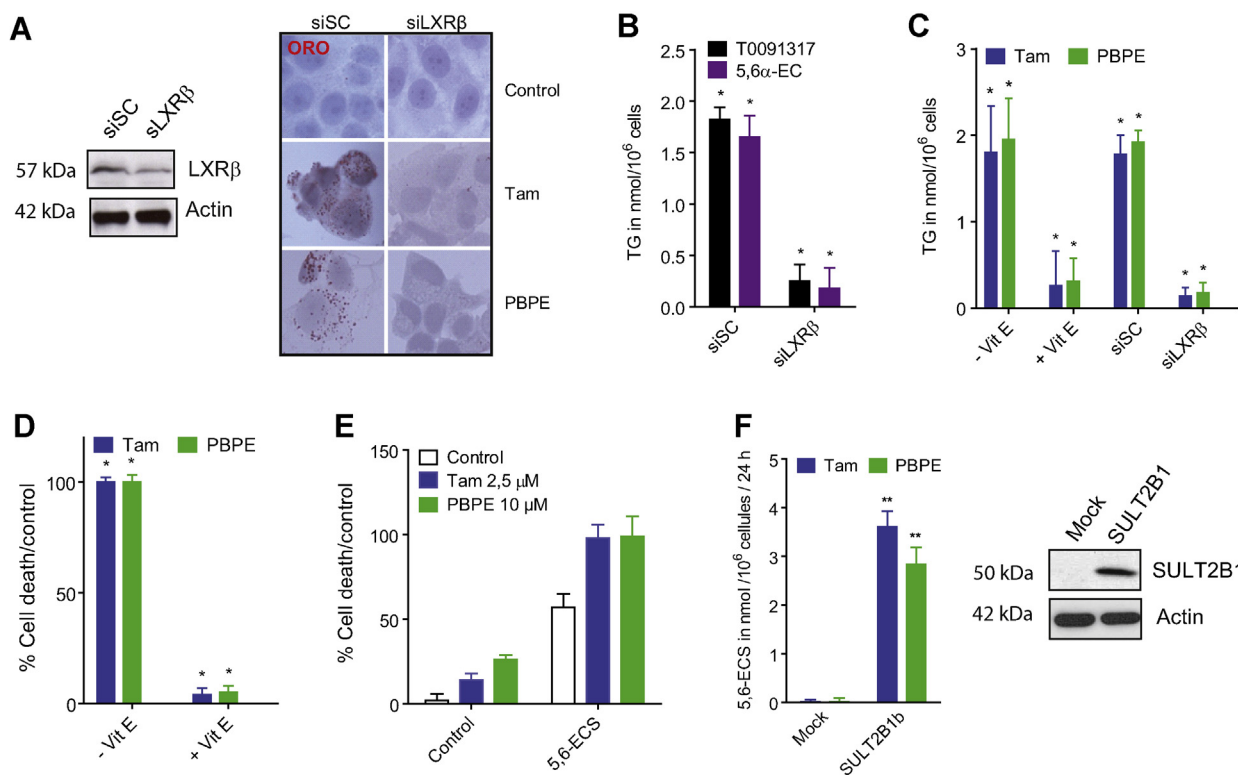 A
siSC
sLXRβ
57 kDa
LXRβ
42 kDa
Actin
siSC
siLXRβ
ORO
Control
Tam
PBPE
B
T0091317
5,6α-EC
TG in nmol/10⁶ cells
2.5
2.0
1.5
1.0
0.5
0.0
* *
* *
siSC
siLXRβ
C
Tam
PBPE
TG in nmol/10⁶ cells
3
2
1
0
* *
* *
* *
* *
- Vit E
+ Vit E
siSC
siLXRβ
D
Tam
PBPE
% Cell death/control
100
50
0
* *
* *
- Vit E
+ Vit E
E
Control
Tam 2,5 μM
PBPE 10 μM
% Cell death/control
150
100
50
0
Control
5,6-ECS
F
Tam
PBPE
5,6-ECS in nmol /10⁶ cellules / 24 h
5
4
3
2
1
0
** **
Mock
SULT2B1b
Mock
SULT2B1
50 kDa
SULT2B1
42 kDa
Actin